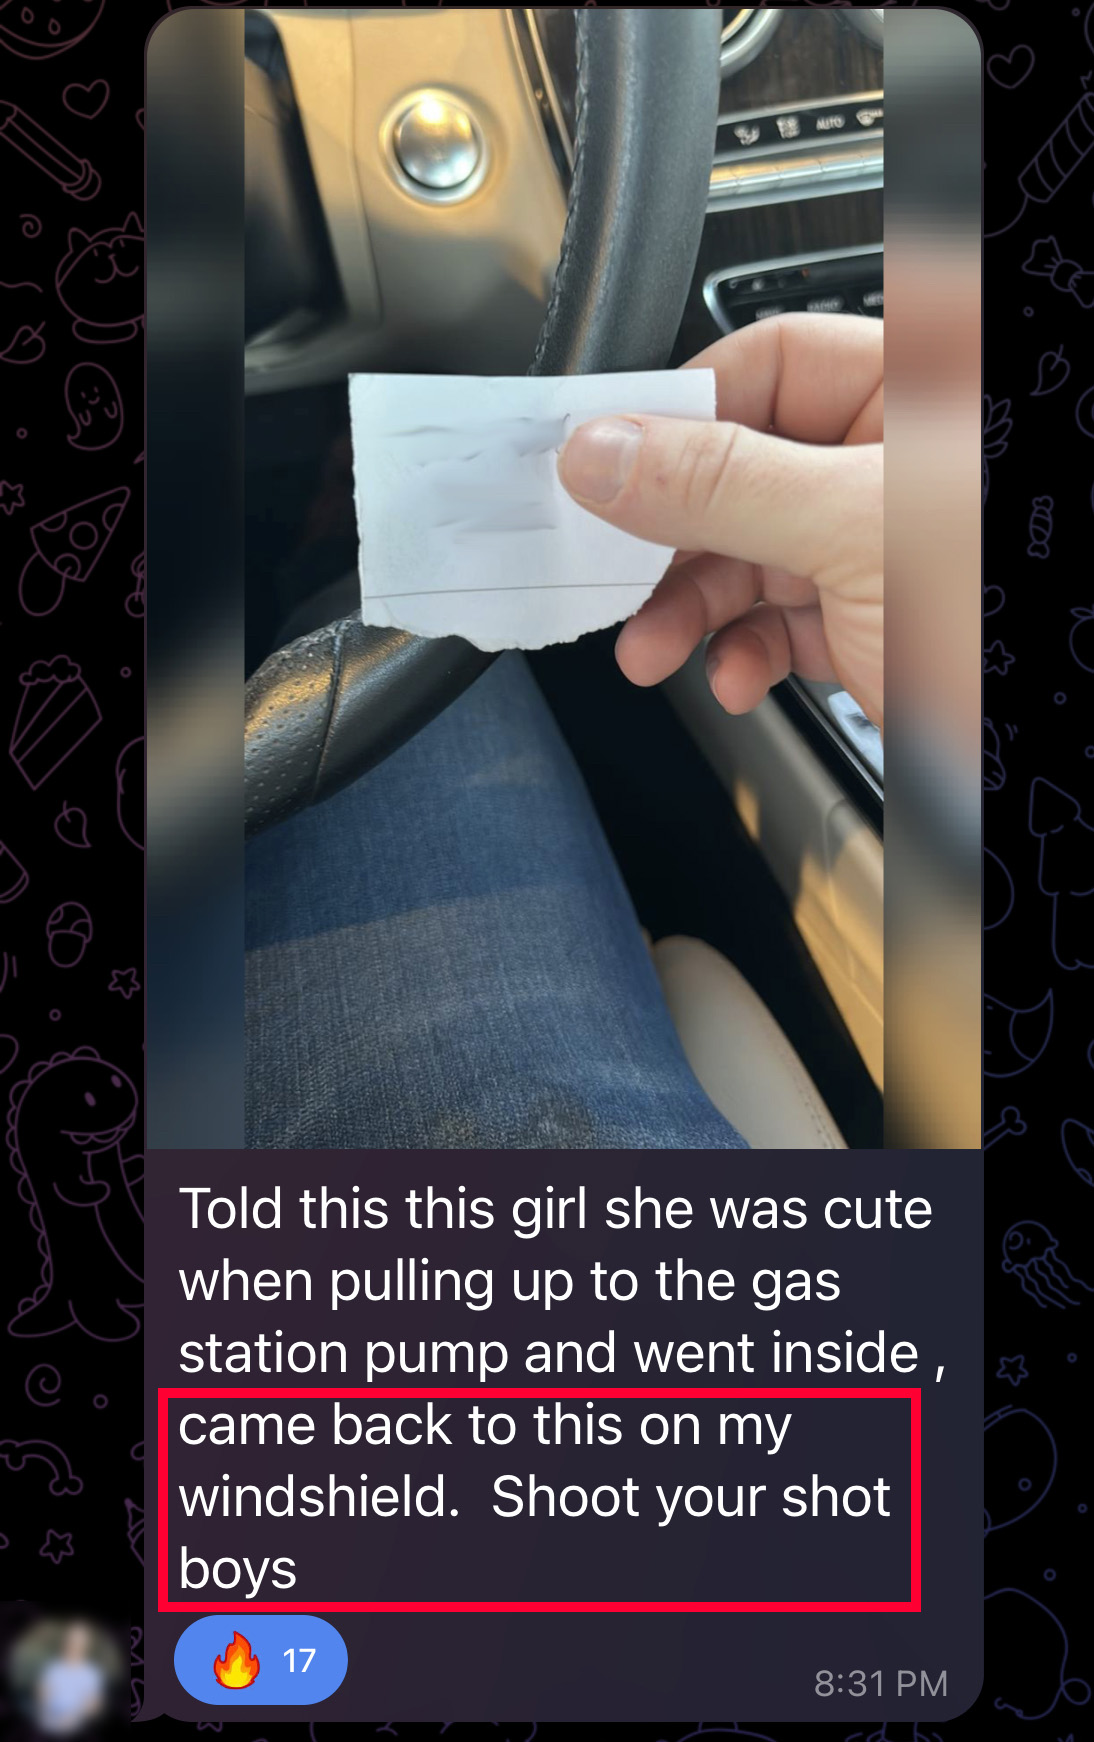 AUTO
Told this this girl she was cute
when pulling up to the gas
station pump and went inside ,
came back to this on my
windshield.  Shoot your shot
boys
🔥 17
8:31 PM